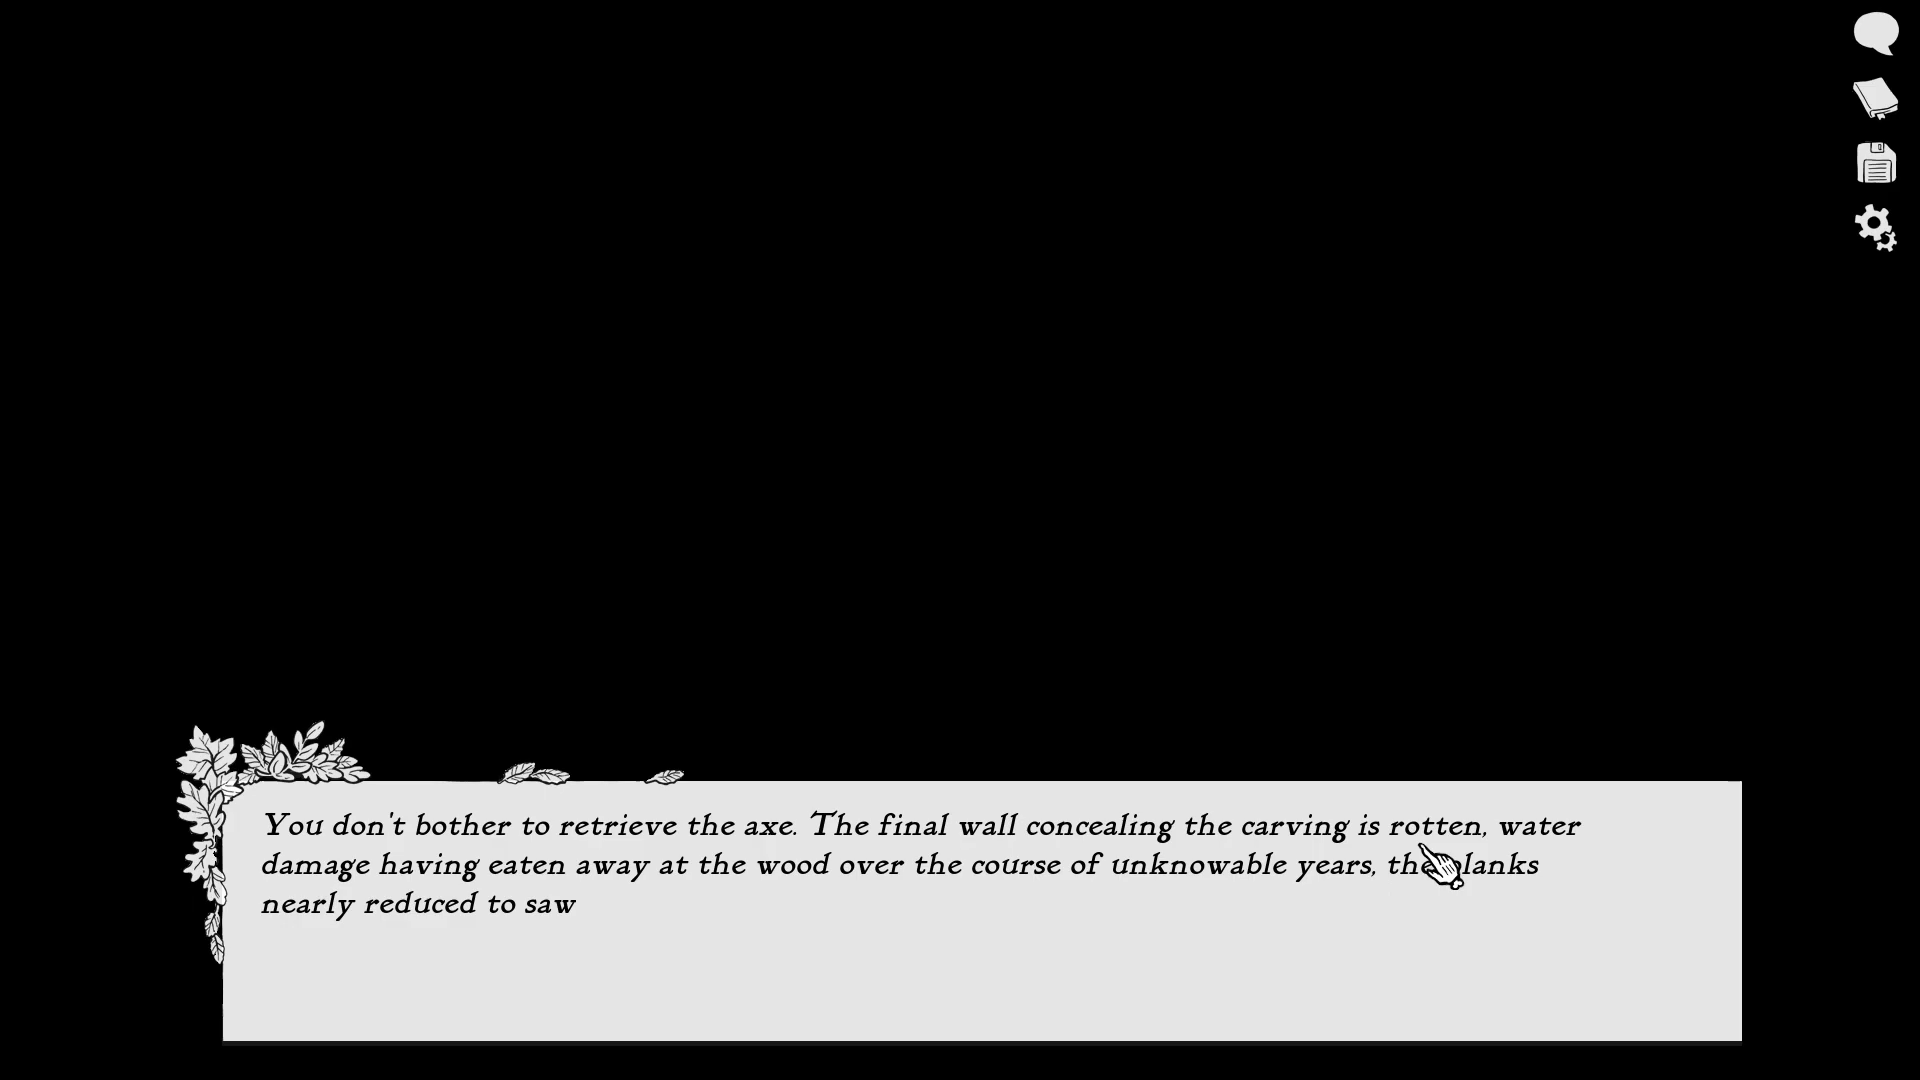 You don't bother to retrieve the axe. The final wall concealing the carving is rotten, water
damage having eaten away at the wood over the course of unknowable years, the planks
nearly reduced to saw